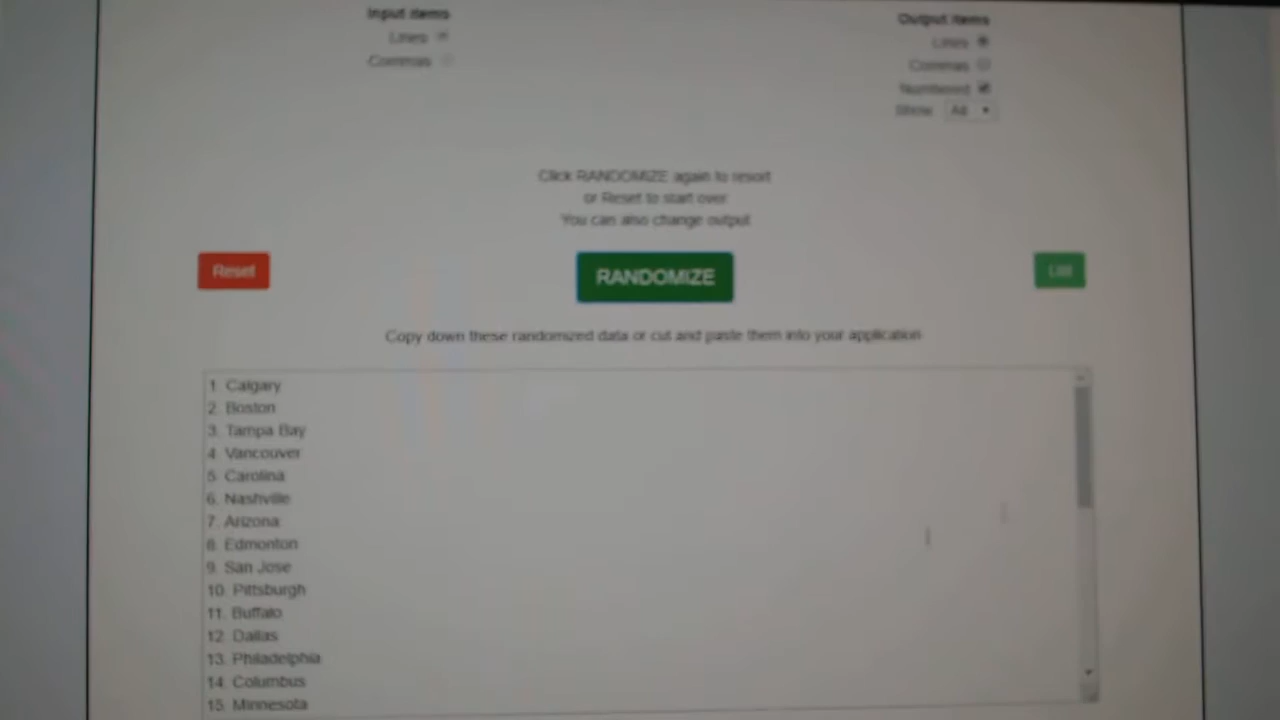 Input items
Lines
Commas
Output items
Lines
Commas
Numbered
Show All
Click RANDOMIZE again to resort
or Reset to start over
You can also change output
Reset
RANDOMIZE
List
Copy down these randomized data or cut and paste them into your application
1. Calgary
2. Boston
3. Tampa Bay
4. Vancouver
5. Carolina
6. Nashville
7. Arizona
8. Edmonton
9. San Jose
10. Pittsburgh
11. Buffalo
12. Dallas
13. Philadelphia
14. Columbus
15. Minnesota